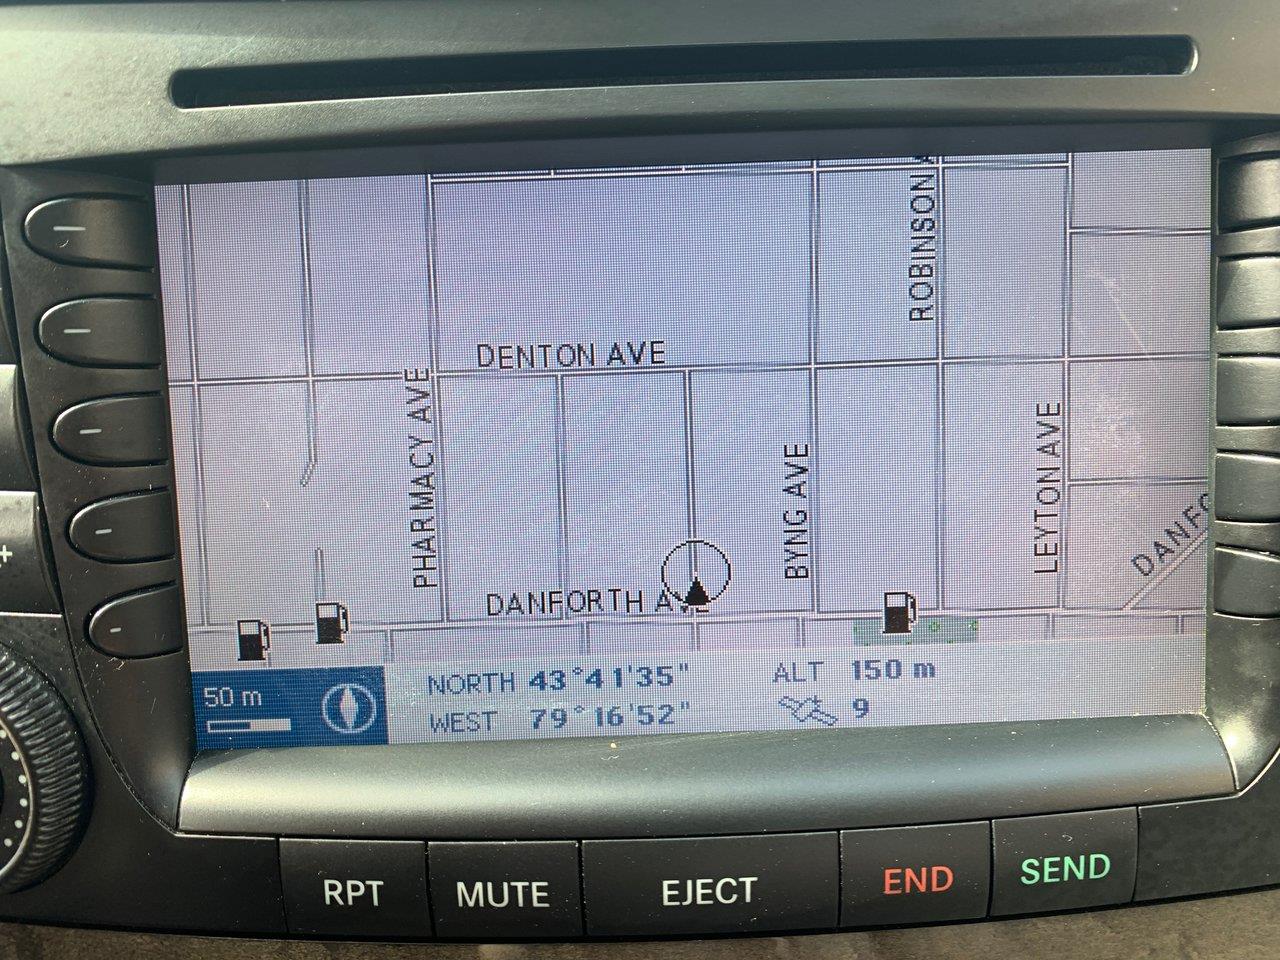 ROBINSON A
DENTON AVE
PHARMACY AVE
BYNG AVE
LEYTON AVE
DANFO
DANFORTH AVE
50 m
NORTH 43°41'35"
ALT 150 m
WEST 79°16'52"
9
+
RPT
MUTE
EJECT
END
SEND